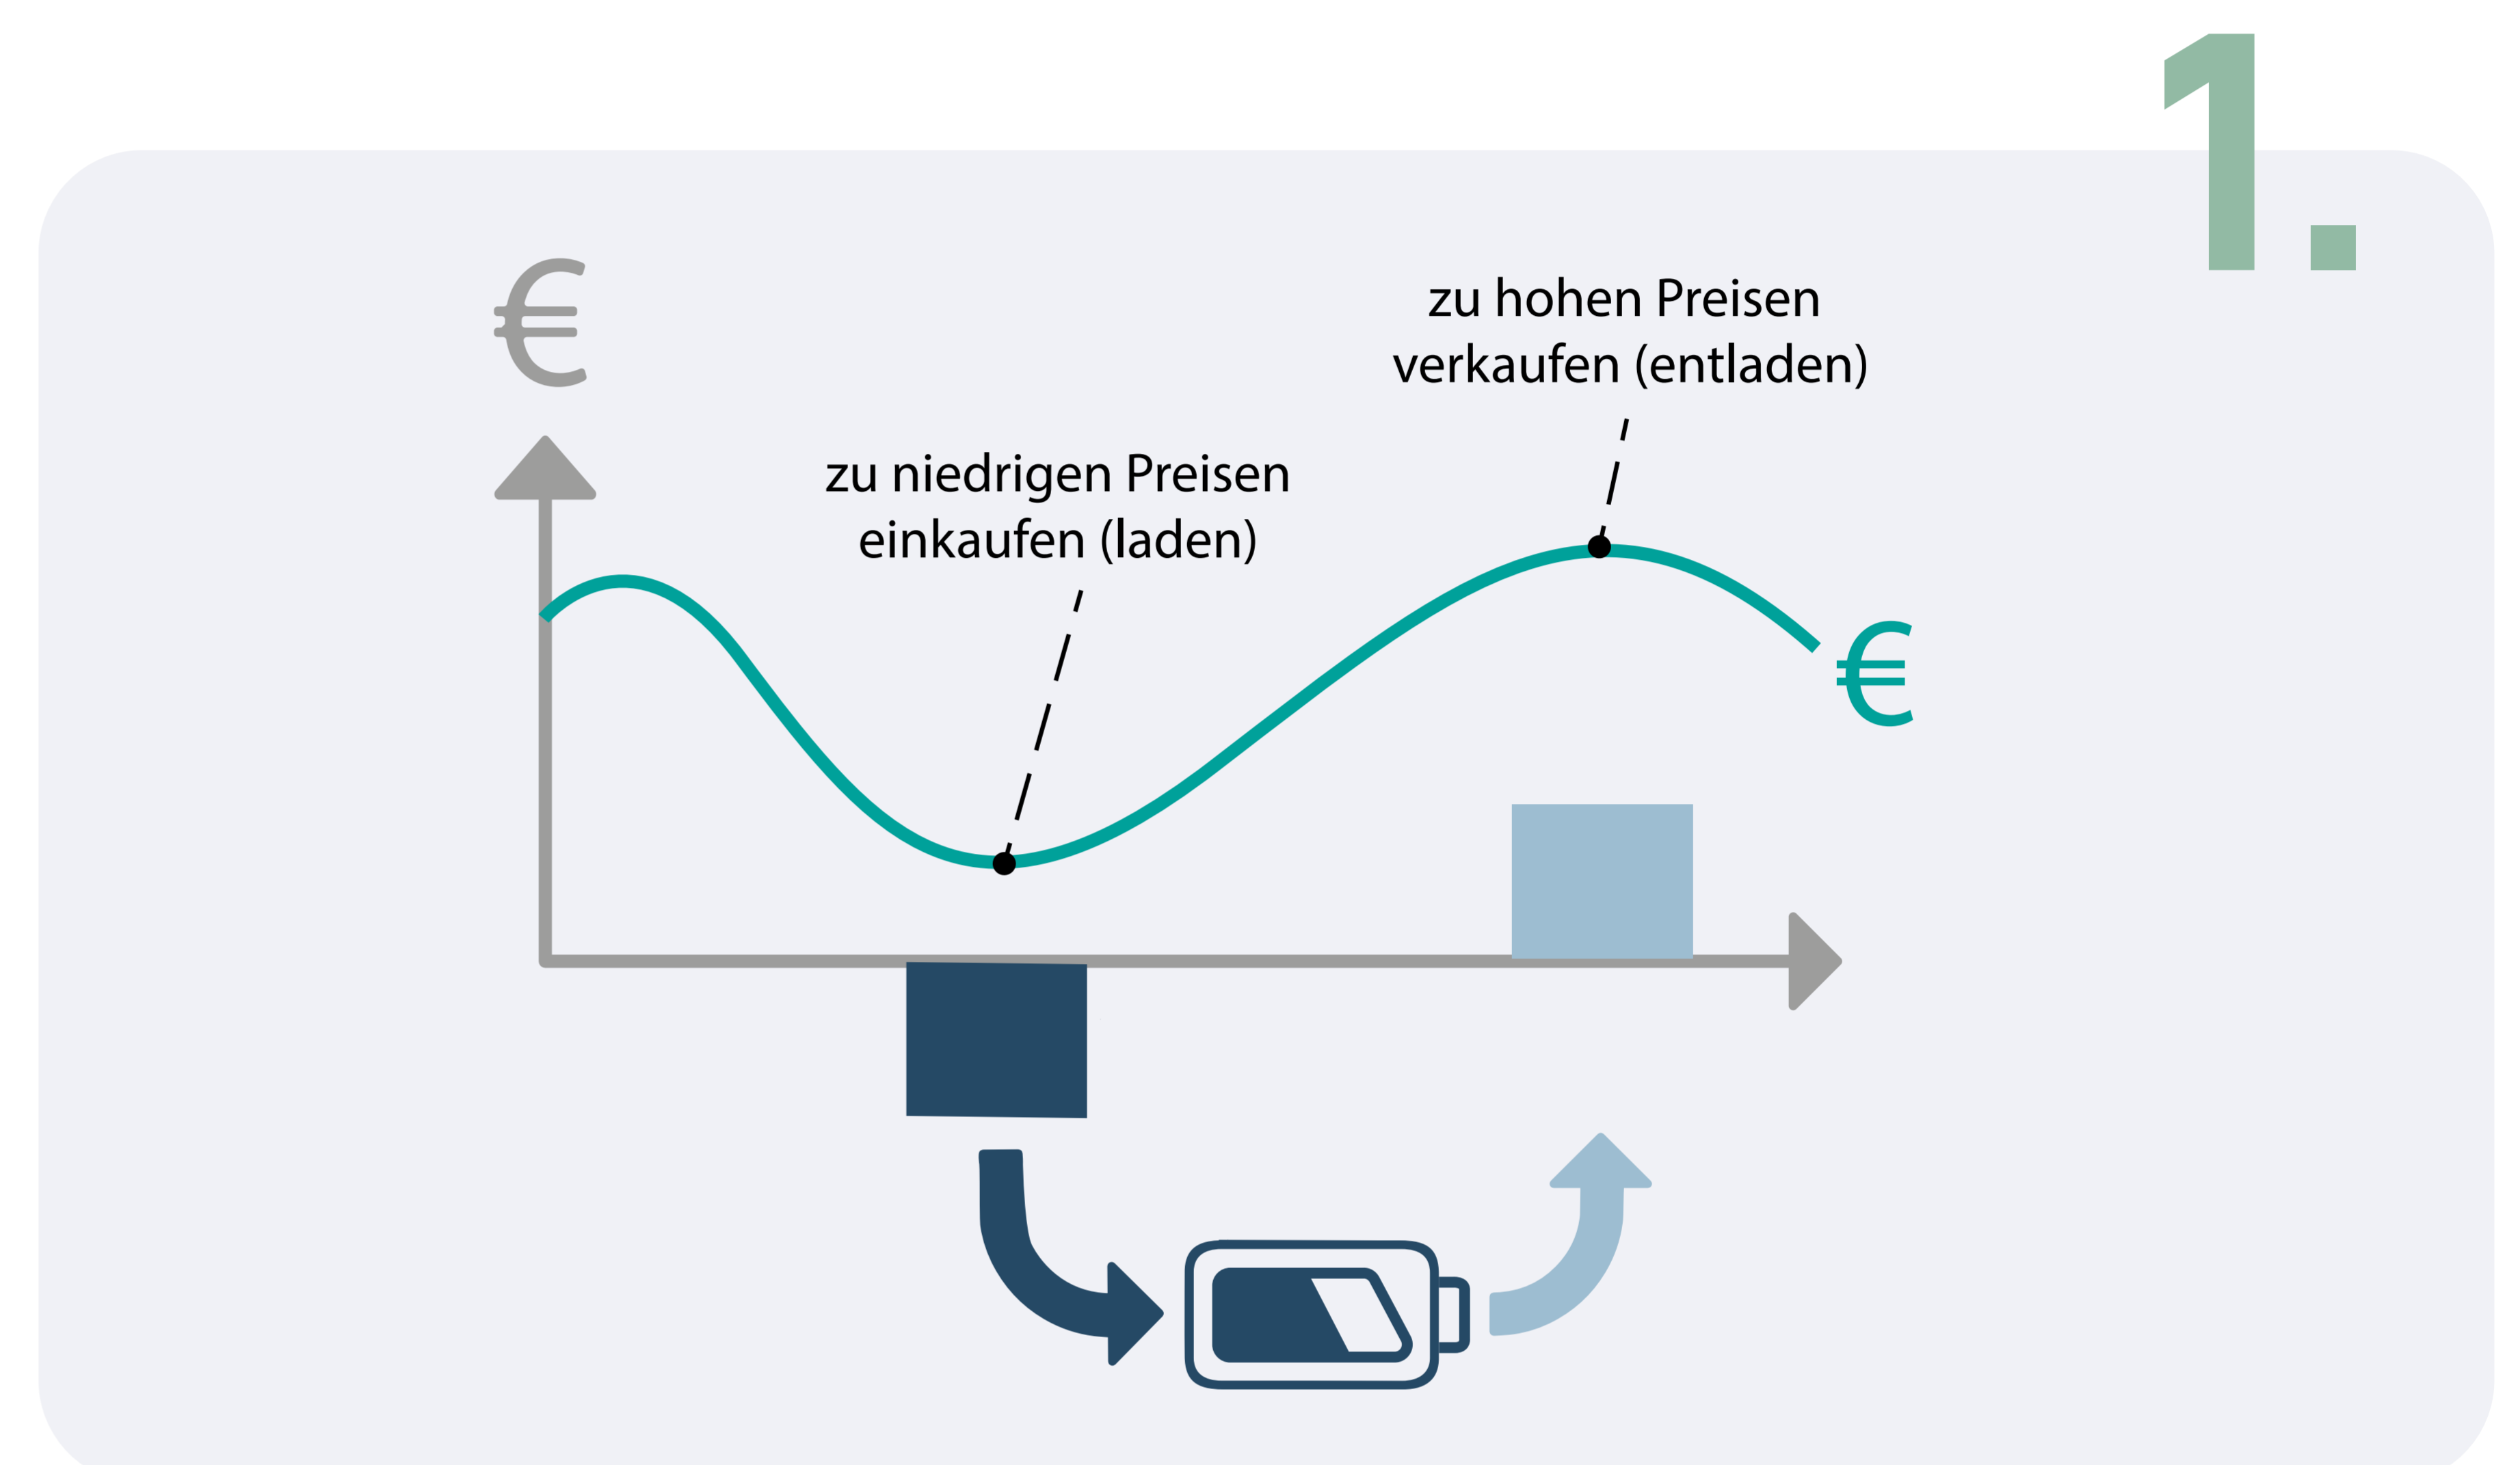 1.
€
zu hohen Preisen
verkaufen (entladen)
zu niedrigen Preisen
einkaufen (laden)
€